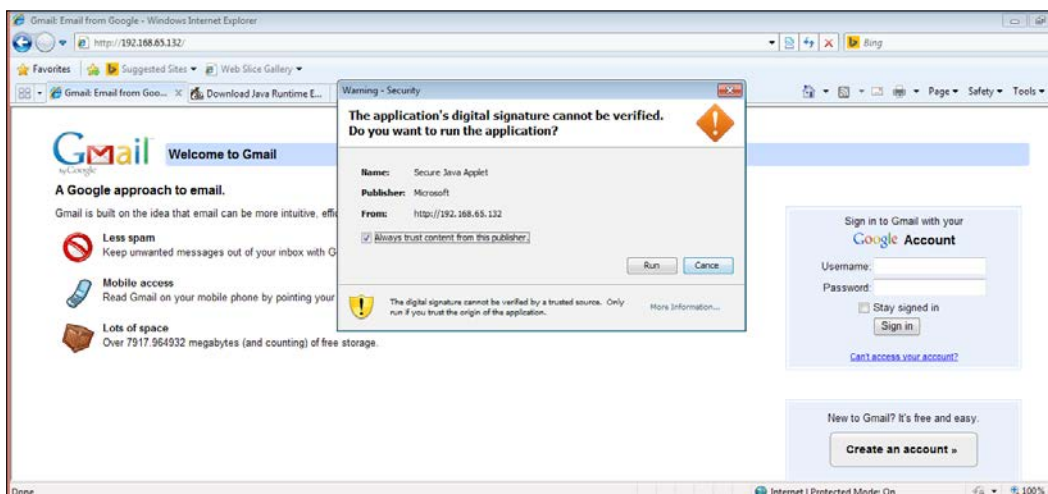 Gmail: Email from Google - Windows Internet Explorer
http://192.168.65.132/
Bing
Favorites
Suggested Sites
Web Slice Gallery
Gmail: Email from Goo...
Download Java Runtime E...
Page
Safety
Tools
Warning - Security
The application's digital signature cannot be verified.
Do you want to run the application?
Name: Secure Java Applet
Publisher: Microsoft
From: http://192.168.65.132
Always trust content from this publisher.
Run
Cance
The digital signature cannot be verified by a trusted source. Only
run if you trust the origin of the application.
More Information...
Gmail
by Google
Welcome to Gmail
A Google approach to email.
Gmail is built on the idea that email can be more intuitive, effi
Less spam
Keep unwanted messages out of your inbox with G
Mobile access
Read Gmail on your mobile phone by pointing your
Lots of space
Over 7917.964932 megabytes (and counting) of free storage.
Sign in to Gmail with your
Google Account
Username:
Password:
Stay signed in
Sign in
Can't access your account?
New to Gmail? It's free and easy.
Create an account »
Done
Internet | Protected Mode: On
100%